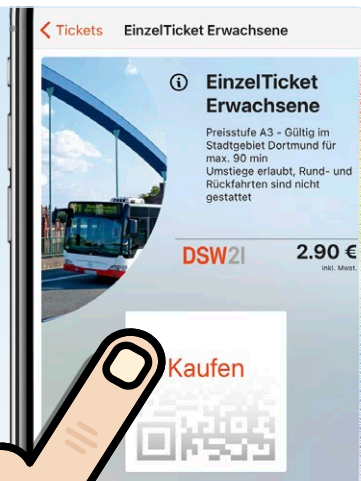 Tickets EinzelTicket Erwachsene
EinzelTicket
Erwachsene
Preisstufe A3 - Gültig im
Stadtgebiet Dortmund für
max. 90 min
Umstiege erlaubt, Rund- und
Rückfahrten sind nicht
gestattet
DSW21 2.90 €
inkl. Mwst.
Kaufen